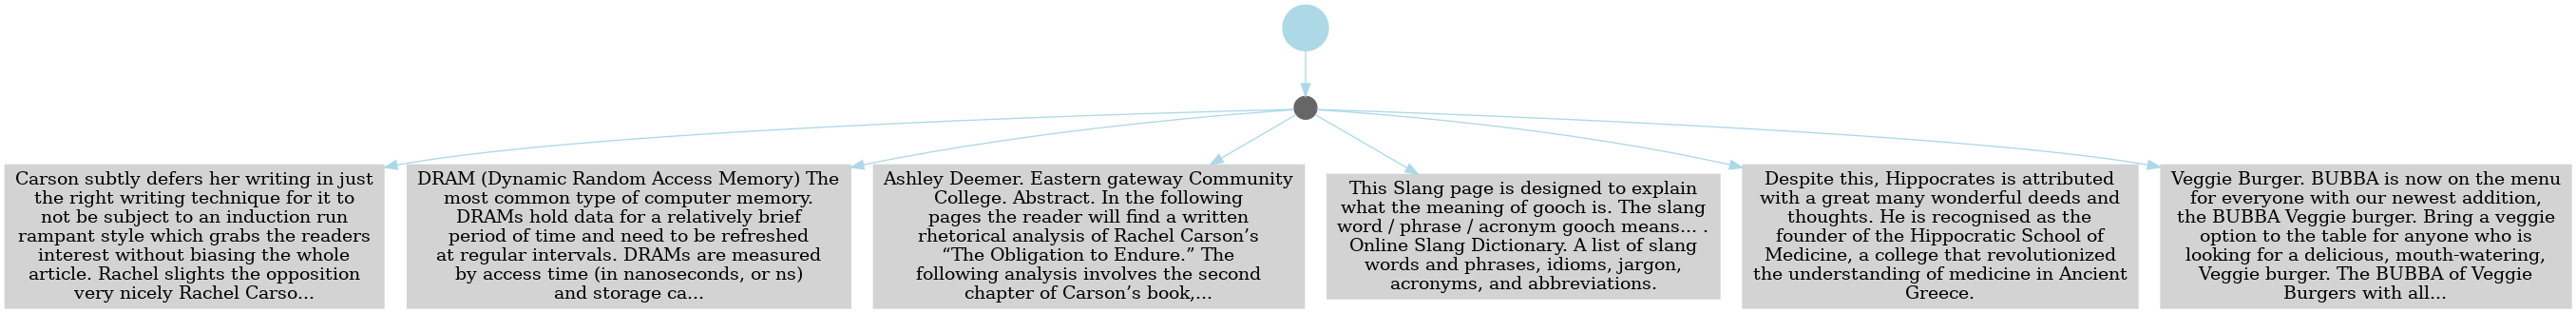 Carson subtly defers her writing in just
the right writing technique for it to
not be subject to an induction run
rampant style which grabs the readers
interest without biasing the whole
article. Rachel slights the opposition
very nicely Rachel Carso...
DRAM (Dynamic Random Access Memory) The
most common type of computer memory.
DRAMs hold data for a relatively brief
period of time and need to be refreshed
at regular intervals. DRAMs are measured
by access time (in nanoseconds, or ns)
and storage ca...
Ashley Deemer. Eastern gateway Community
College. Abstract. In the following
pages the reader will find a written
rhetorical analysis of Rachel Carson’s
“The Obligation to Endure.” The
following analysis involves the second
chapter of Carson’s book,...
This Slang page is designed to explain
what the meaning of gooch is. The slang
word / phrase / acronym gooch means... .
Online Slang Dictionary. A list of slang
words and phrases, idioms, jargon,
acronyms, and abbreviations.
Despite this, Hippocrates is attributed
with a great many wonderful deeds and
thoughts. He is recognised as the
founder of the Hippocratic School of
Medicine, a college that revolutionized
the understanding of medicine in Ancient
Greece.
Veggie Burger. BUBBA is now on the menu
for everyone with our newest addition,
the BUBBA Veggie burger. Bring a veggie
option to the table for anyone who is
looking for a delicious, mouth-watering,
Veggie burger. The BUBBA of Veggie
Burgers with all...